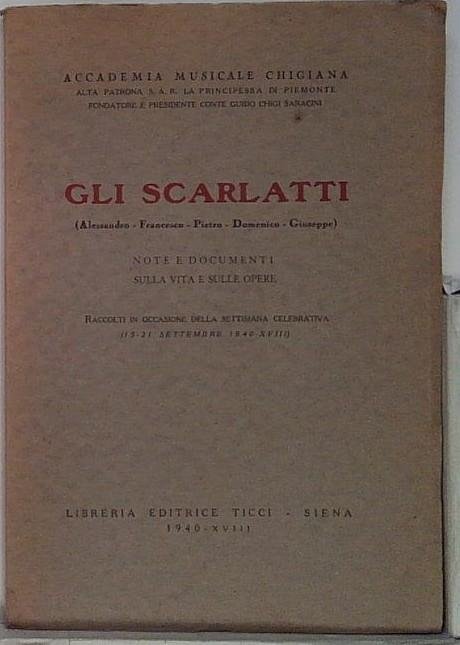 ACCADEMIA MUSICALE CHIGIANA
ALTA PATRONA S. A. R. LA PRINCIPESSA DI PIEMONTE
FONDATORE E PRESIDENTE CONTE GUIDO CHIGI SARACINI
GLI SCARLATTI
(Alessandro - Francesco - Pietro - Domenico - Giuseppe)
NOTE E DOCUMENTI
SULLA VITA E SULLE OPERE
RACCOLTI IN OCCASIONE DELLA SETTIMANA CELEBRATIVA
(15-21 SETTEMBRE 1940-XVIII)
LIBRERIA EDITRICE TICCI - SIENA
1940-XVIII